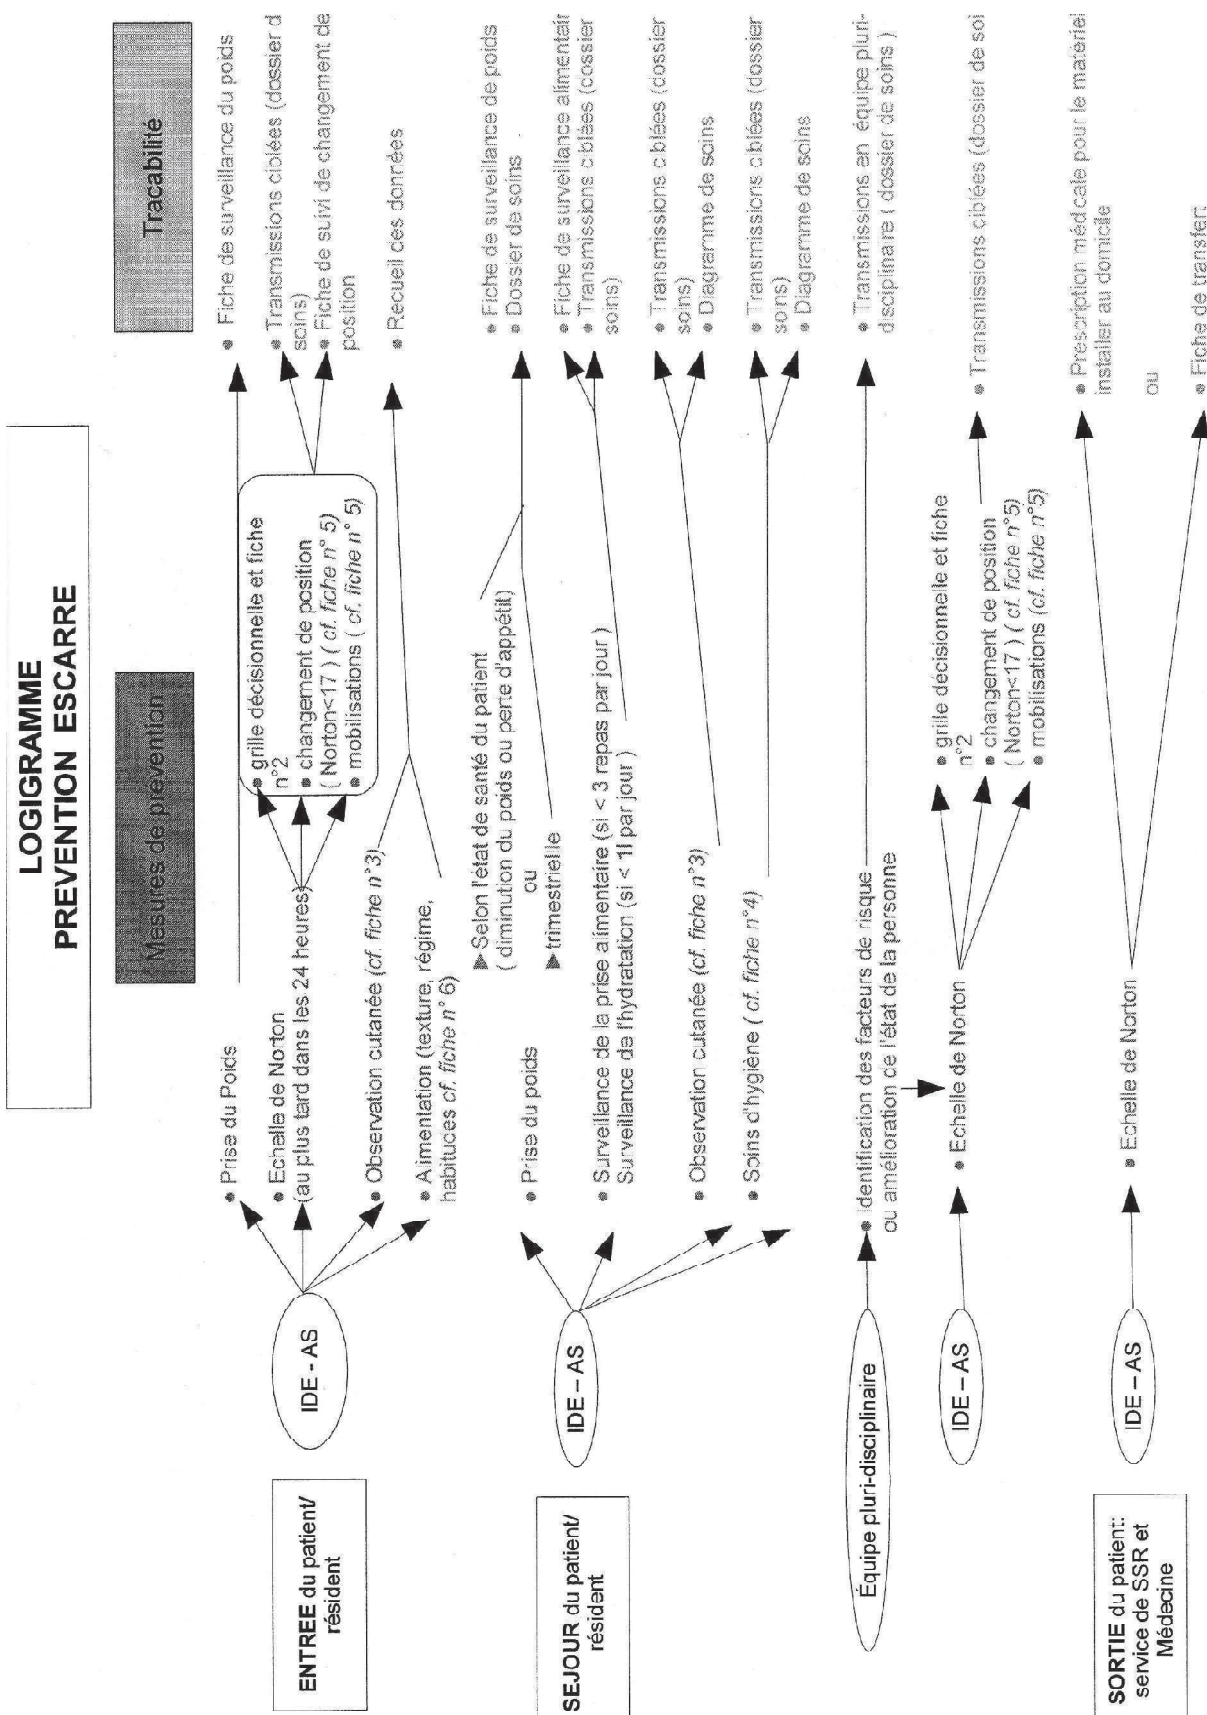 LOGIGRAMME
PREVENTION ESCARRE
Mesures de prévention
Tracabilité
ENTREE du patient/
résident
IDE - AS
• Prise du Poids
• Echelle de Norton
(au plus tard dans les 24 heures)
• Observation cutanée (cf. fiche n°3)
• Alimentation (texture, régime,
habitudes cf. fiche n° 6)
• grille décisionnelle et fiche
n°2
• changement de position
( Norton<17 ) ( cf. fiche n° 5)
• mobilisations ( cf. fiche n° 5)
• Fiche de surveillance du poids
• Transmissions ciblées (dossier d
soins)
• Fiche de suivi de changement de
position
• Recueil des données
SEJOUR du patient/
résident
IDE – AS
• Prise du poids
▶ Selon l'état de santé du patient
( diminution du poids ou perte d'appétit)
ou
▶ trimestrielle
• Surveillance de la prise alimentaire (si < 3 repas par jour )
Surveillance de l'hydratation (si < 1l par jour )
• Observation cutanée (cf. fiche n°3)
• Soins d'hygiène ( cf. fiche n°4)
• Fiche de surveillance de poids
• Dossier de soins
• Fiche de surveillance alimentair
• Transmissions ciblées (dossier
soins)
• Transmissions ciblées (dossier
soins)
• Diagramme de soins
• Transmissions ciblées (dossier
soins)
• Diagramme de soins
Équipe pluri-disciplinaire
• Identification des facteurs de risque
ou amélioration de l'état de la personne
• Transmissions en équipe pluri-
disciplinaire ( dossier de soins )
IDE – AS
• Echelle de Norton
• grille décisionnelle et fiche
n°2
• changement de position
( Norton<17 ) ( cf. fiche n° 5)
• mobilisations (cf. fiche n°5)
• Transmissions ciblées (dossier de soi
SORTIE du patient:
service de SSR et
Médecine
IDE – AS
• Echelle de Norton
• Prescription médicale pour le matériel
installer au domicile
ou
• Fiche de transfert